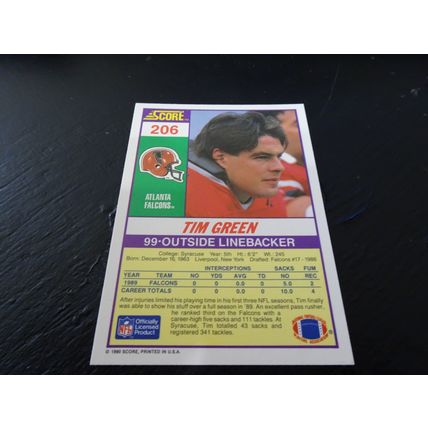 SCORE
206
ATLANTA
FALCONS
TIM GREEN
99-OUTSIDE LINEBACKER
College: Syracuse Year: 5th Ht.: 6'2" Wt.: 245
Born: December 16, 1963 Liverpool, New York Drafted: Falcons #17 - 1986
INTERCEPTIONS SACKS FUM
YEAR TEAM NO YDS AVG TD NO. REC
1989 FALCONS 0 0 0 0 5.0 2
CAREER TOTALS 0 0 0 0 10.0 4
After injuries limited his playing time in his first three NFL seasons, Tim finally
was able to show his stuff over a full season in '89. An excellent pass rusher,
he ranked third on the Falcons with a
career-high five sacks and 111 tackles. At
Syracuse, Tim totalled 43 sacks and
registered 341 tackles.
NFL
Officially
Licensed
Product
© 1990 SCORE, PRINTED IN U.S.A.